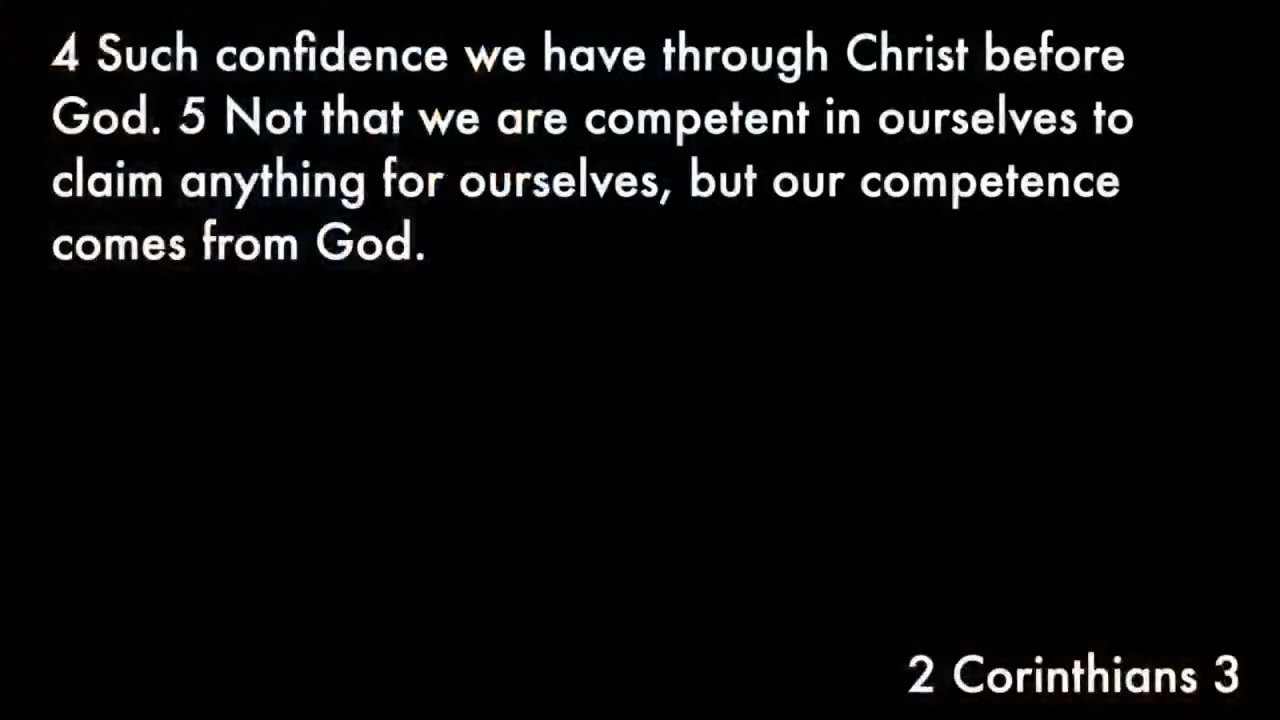 4 Such confidence we have through Christ before
God. 5 Not that we are competent in ourselves to
claim anything for ourselves, but our competence
comes from God.
2 Corinthians 3